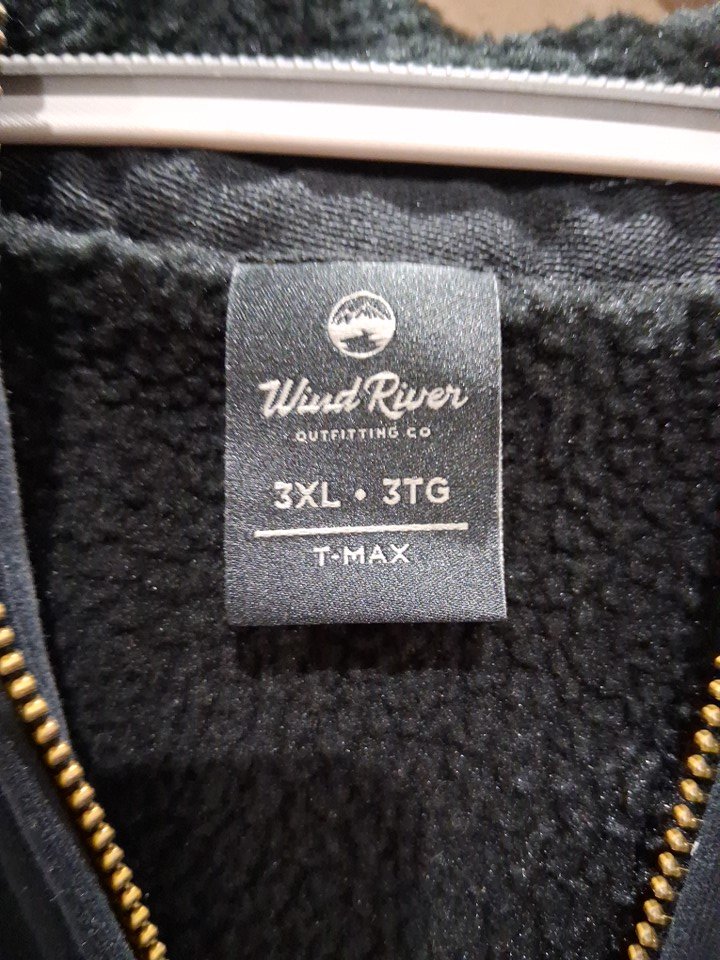 Wind River
OUTFITTING CO
3XL • 3TG
T-MAX